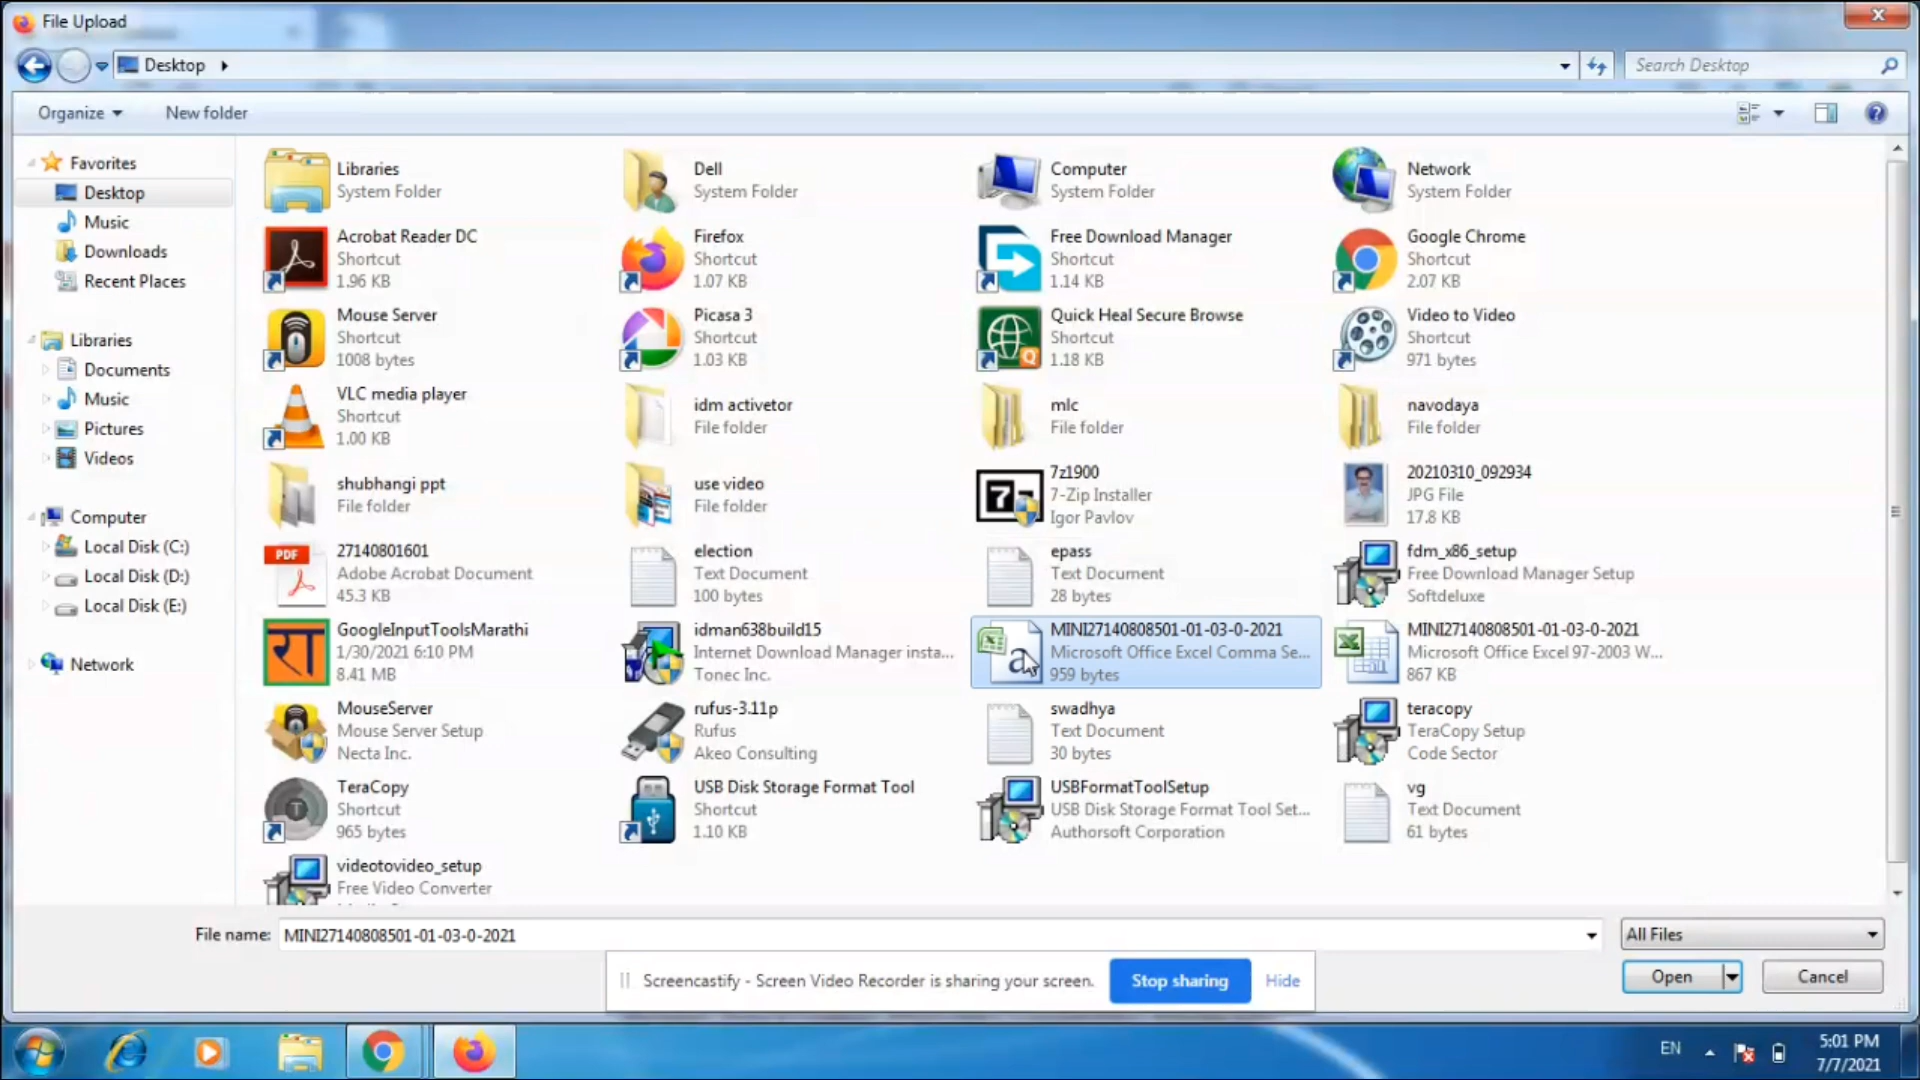 File Upload
Desktop
Search Desktop
Organize
New folder
Favorites
Desktop
Music
Downloads
Recent Places
Libraries
Documents
Music
Pictures
Videos
Computer
Local Disk (C:)
Local Disk (D:)
Local Disk (E:)
Network
Libraries
System Folder
Dell
System Folder
Computer
System Folder
Network
System Folder
Acrobat Reader DC
Shortcut
1.96 KB
Firefox
Shortcut
1.07 KB
Free Download Manager
Shortcut
1.14 KB
Google Chrome
Shortcut
2.07 KB
Mouse Server
Shortcut
1008 bytes
Picasa 3
Shortcut
1.03 KB
Quick Heal Secure Browse
Shortcut
1.18 KB
Video to Video
Shortcut
971 bytes
VLC media player
Shortcut
1.00 KB
idm activetor
File folder
mlc
File folder
navodaya
File folder
shubhangi ppt
File folder
use video
File folder
7z1900
7-Zip Installer
Igor Pavlov
20210310_092934
JPG File
17.8 KB
PDF
27140801601
Adobe Acrobat Document
45.3 KB
election
Text Document
100 bytes
epass
Text Document
28 bytes
fdm_x86_setup
Free Download Manager Setup
Softdeluxe
रा
GoogleInputToolsMarathi
1/30/2021 6:10 PM
8.41 MB
idman638build15
Internet Download Manager insta...
Tonec Inc.
MINI27140808501-01-03-0-2021
Microsoft Office Excel Comma Se...
959 bytes
MINI27140808501-01-03-0-2021
Microsoft Office Excel 97-2003 W...
867 KB
MouseServer
Mouse Server Setup
Necta Inc.
rufus-3.11p
Rufus
Akeo Consulting
swadhya
Text Document
30 bytes
teracopy
TeraCopy Setup
Code Sector
TeraCopy
Shortcut
965 bytes
USB Disk Storage Format Tool
Shortcut
1.10 KB
USBFormatToolSetup
USB Disk Storage Format Tool Set...
Authorsoft Corporation
vg
Text Document
61 bytes
videotovideo_setup
Free Video Converter
File name: MINI27140808501-01-03-0-2021
All Files
Screencastify - Screen Video Recorder is sharing your screen.
Stop sharing
Hide
Open
Cancel
EN
5:01 PM
7/7/2021